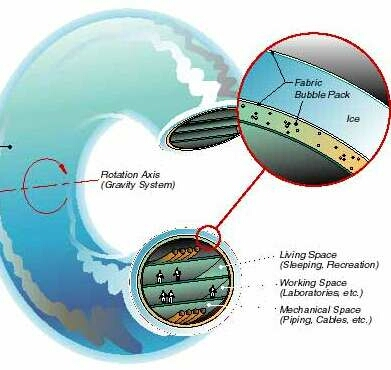 Fabric
Bubble Pack
Ice
Rotation Axis
(Gravity System)
Living Space
(Sleeping, Recreation)
Working Space
(Laboratories, etc.)
Mechanical Space
(Piping, Cables, etc.)